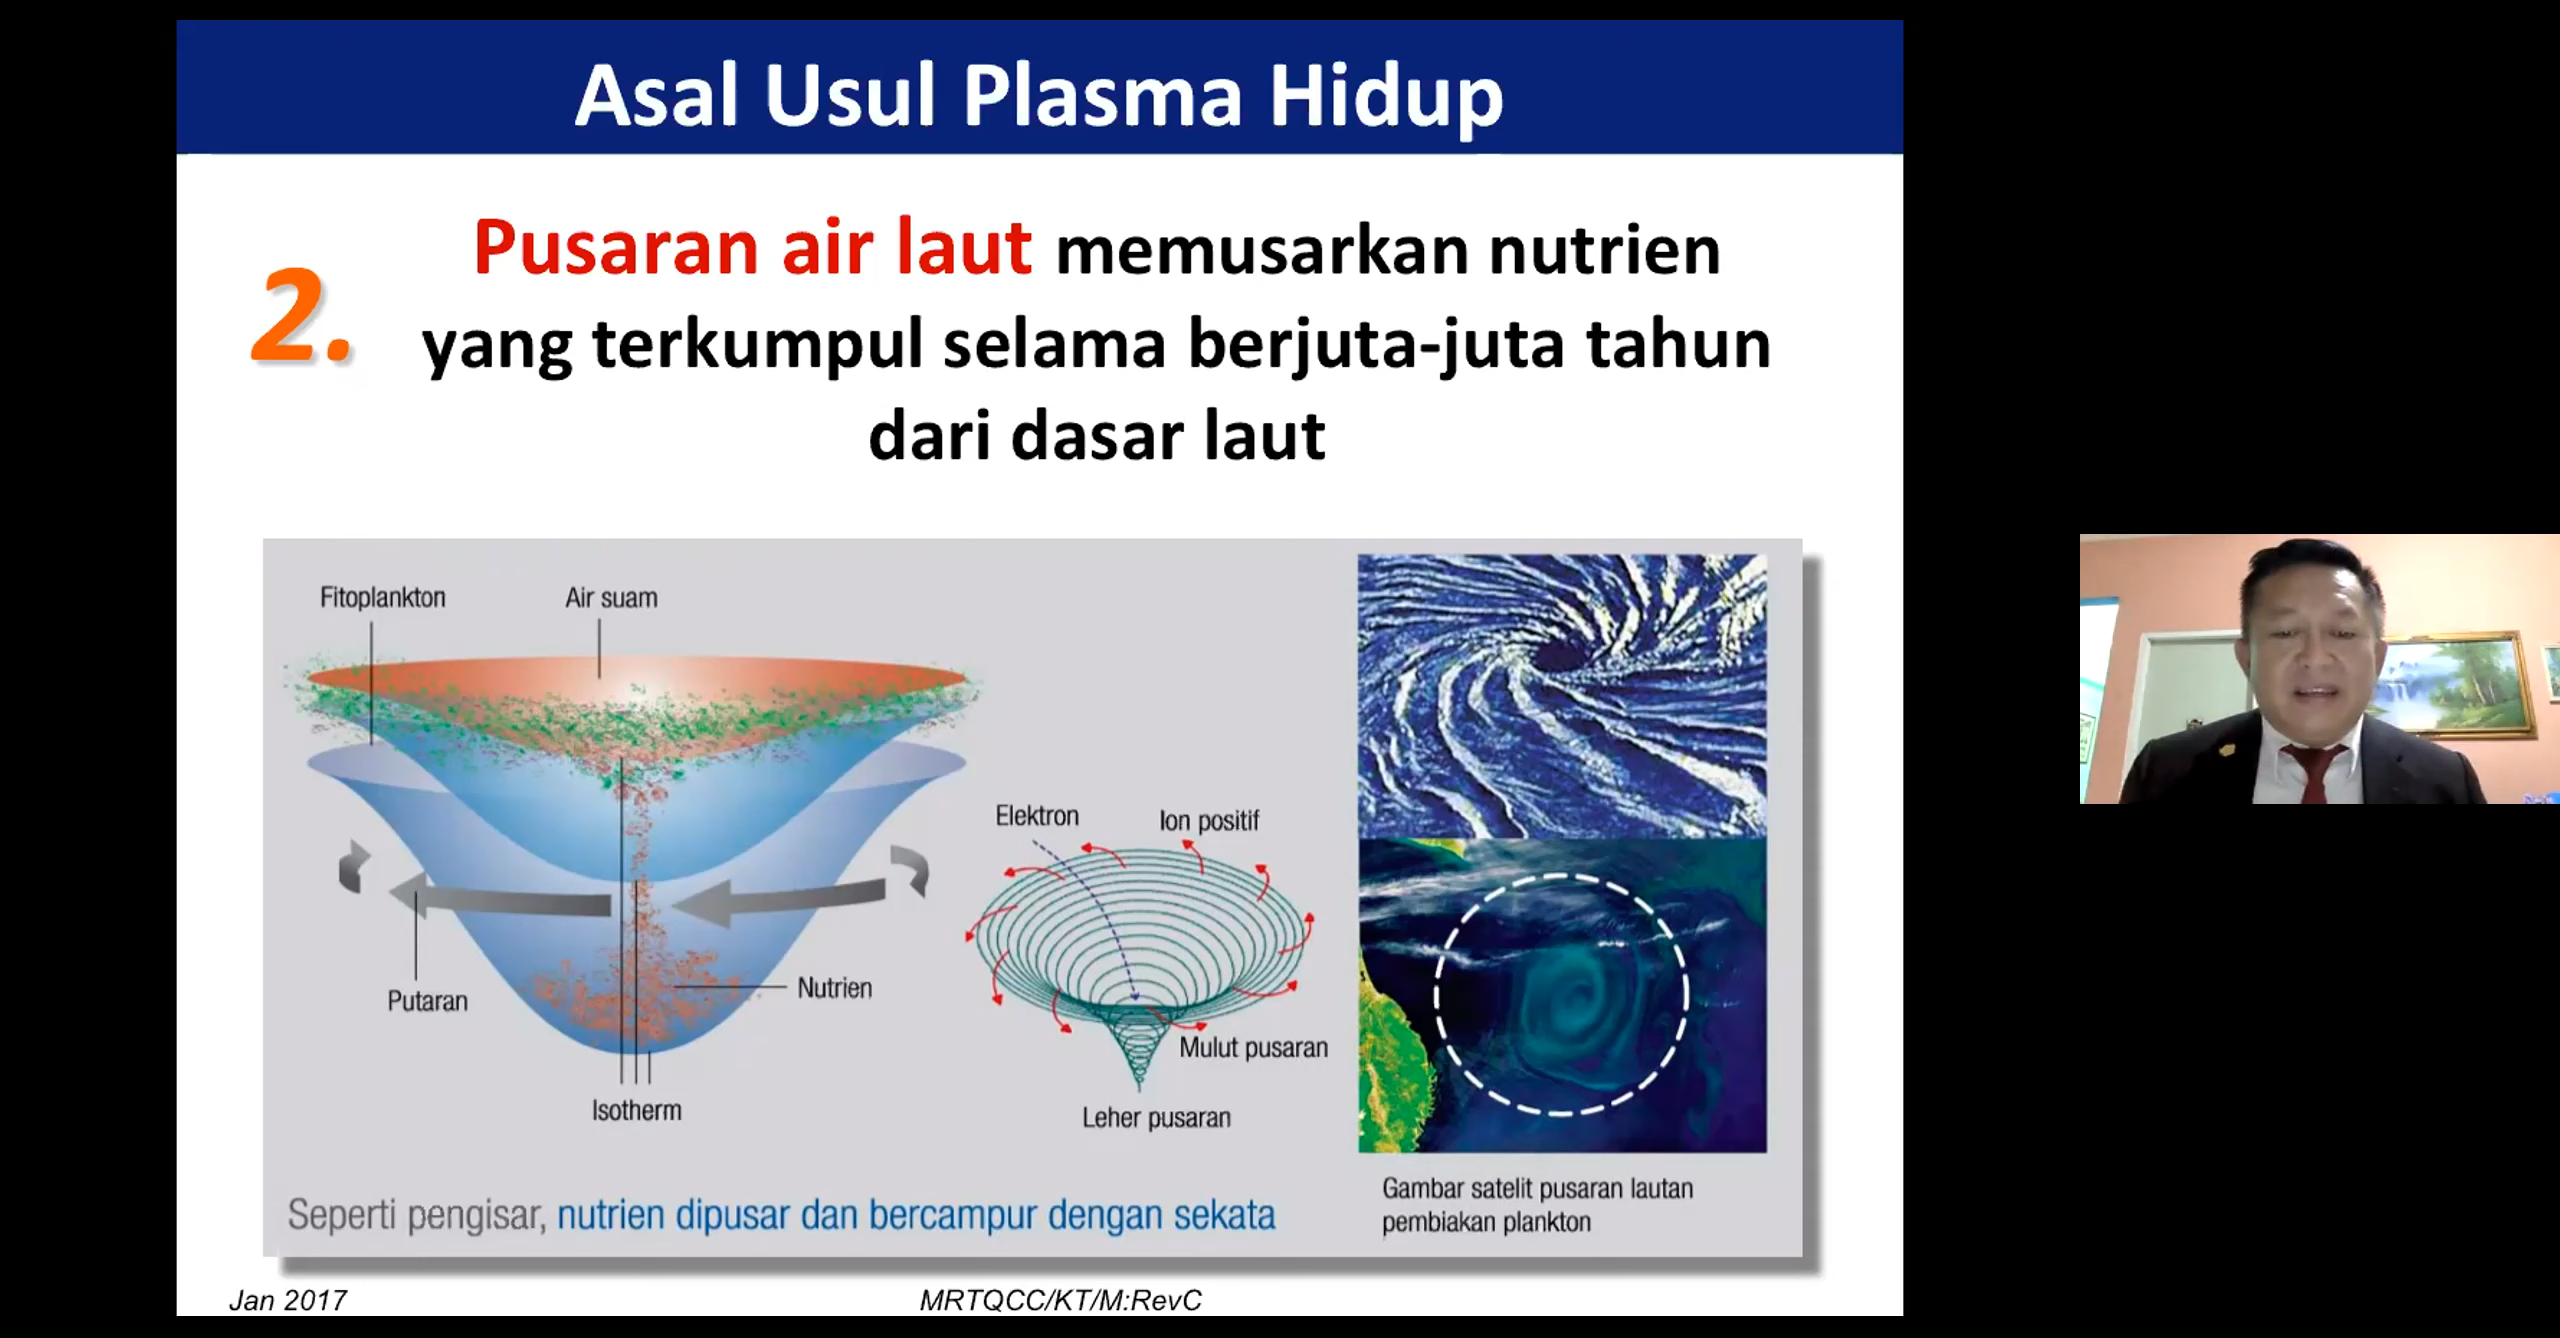 Asal Usul Plasma Hidup
2.
Pusaran air laut memusarkan nutrien
yang terkumpul selama berjuta-juta tahun
dari dasar laut
Fitoplankton
Air suam
Elektron
Ion positif
Putaran
Nutrien
Mulut pusaran
Isotherm
Leher pusaran
Gambar satelit pusaran lautan
pembiakan plankton
Seperti pengisar, nutrien dipusar dan bercampur dengan sekata
Jan 2017
MRTQCC/KT/M:RevC